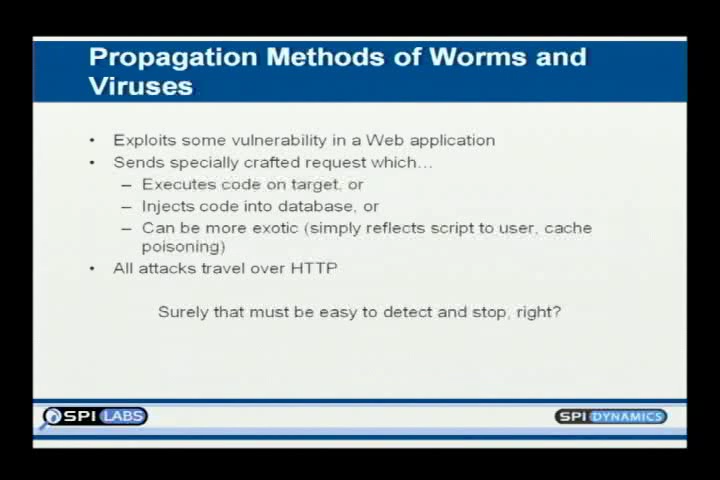 Propagation Methods of Worms and
Viruses
• Exploits some vulnerability in a Web application
• Sends specially crafted request which…
– Executes code on target, or
– Injects code into database, or
– Can be more exotic (simply reflects script to user, cache
poisoning)
• All attacks travel over HTTP
Surely that must be easy to detect and stop, right?
SPI LABS
SPI DYNAMICS